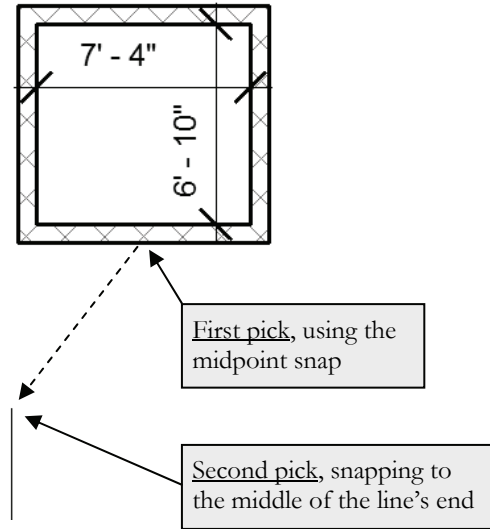 7' - 4"
6' - 10"
First pick, using the
midpoint snap
Second pick, snapping to
the middle of the line’s end